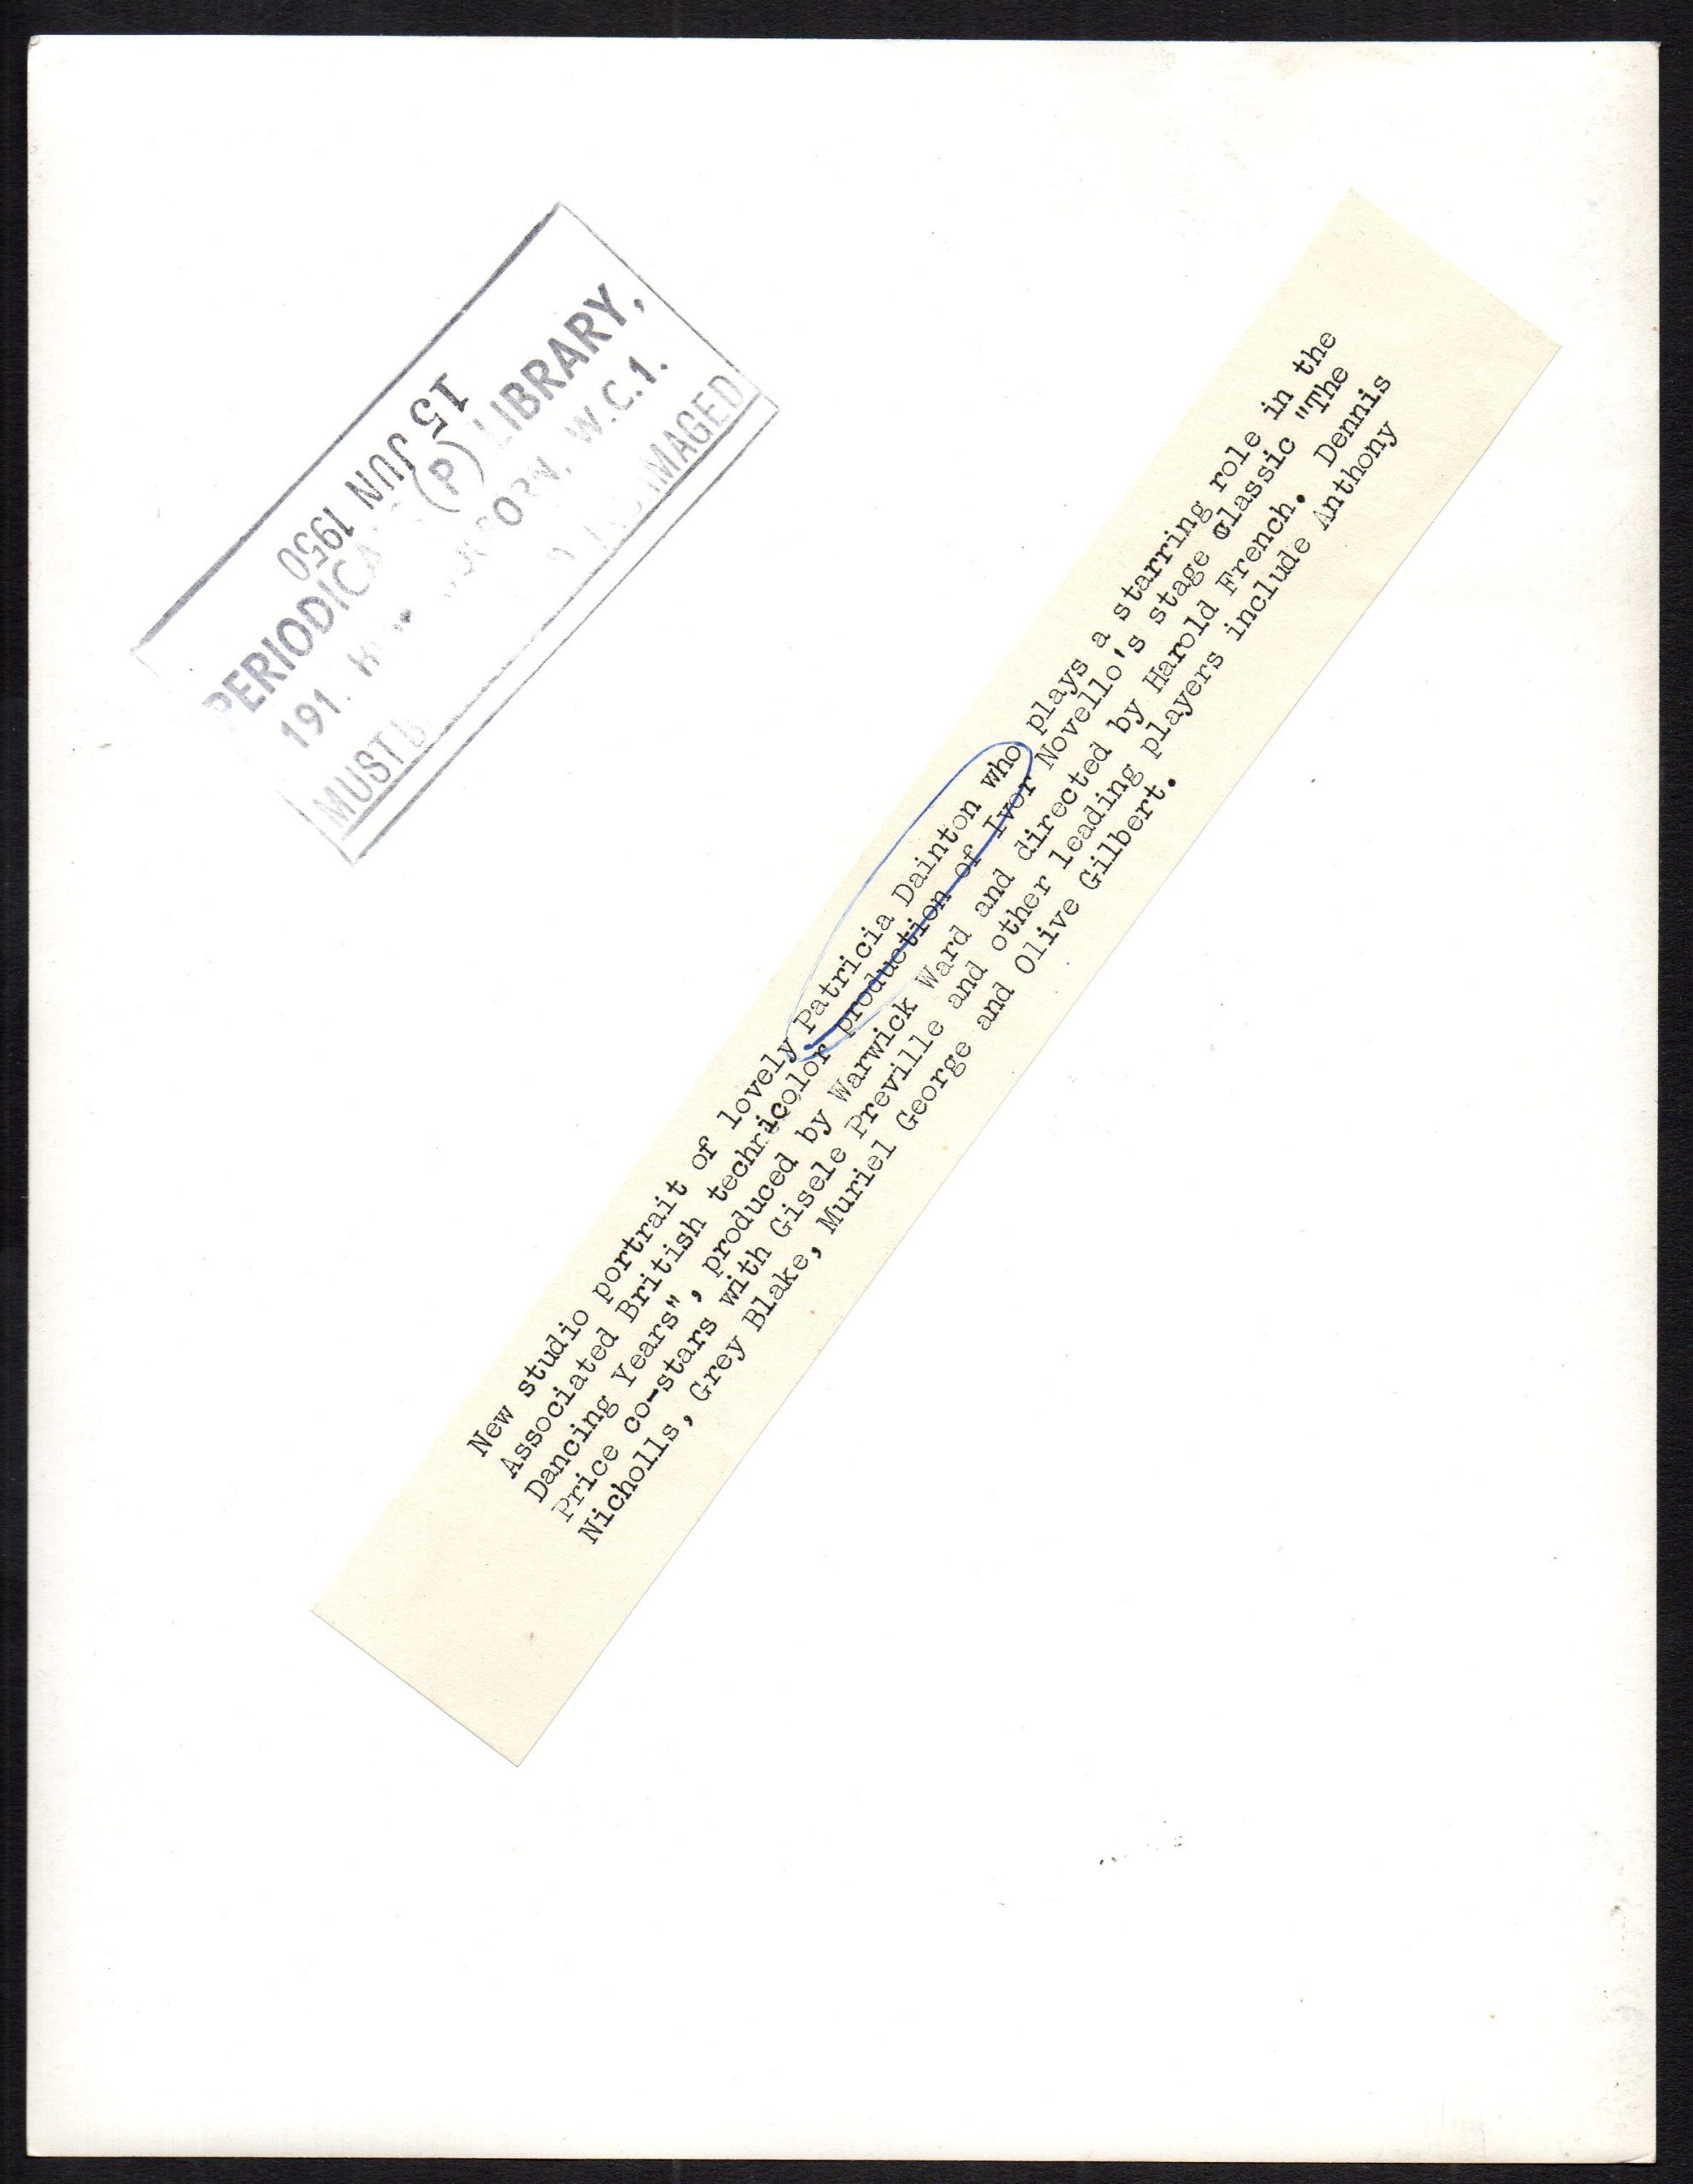 15 JUN 1950
PERIODICA (P) LIBRARY,
191. W.C.1.
MUST
New studio portrait of lovely Patricia Dainton who plays a starring role in the
Associated British technicolor production of Ivor Novello's stage classic "The
Dancing Years", produced by Warwick Ward and directed by Harold French. Dennis
Price co-stars with Gisele Preville and other leading players include Anthony
Nicholls, Grey Blake, Muriel George and Olive Gilbert.